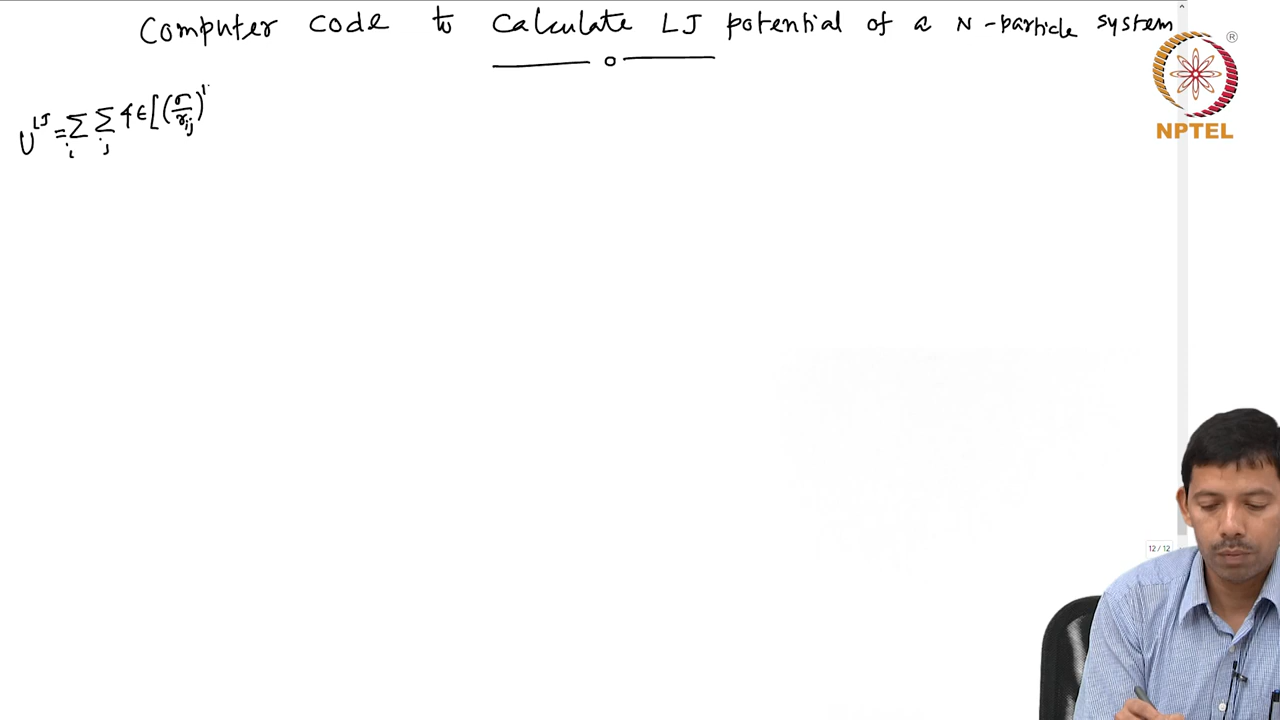 Computer code to Calculate LJ potential of a N-particle system
U^LJ = Σ_i Σ_j 4ϵ[(σ/r_ij)^1
®
NPTEL
12/12